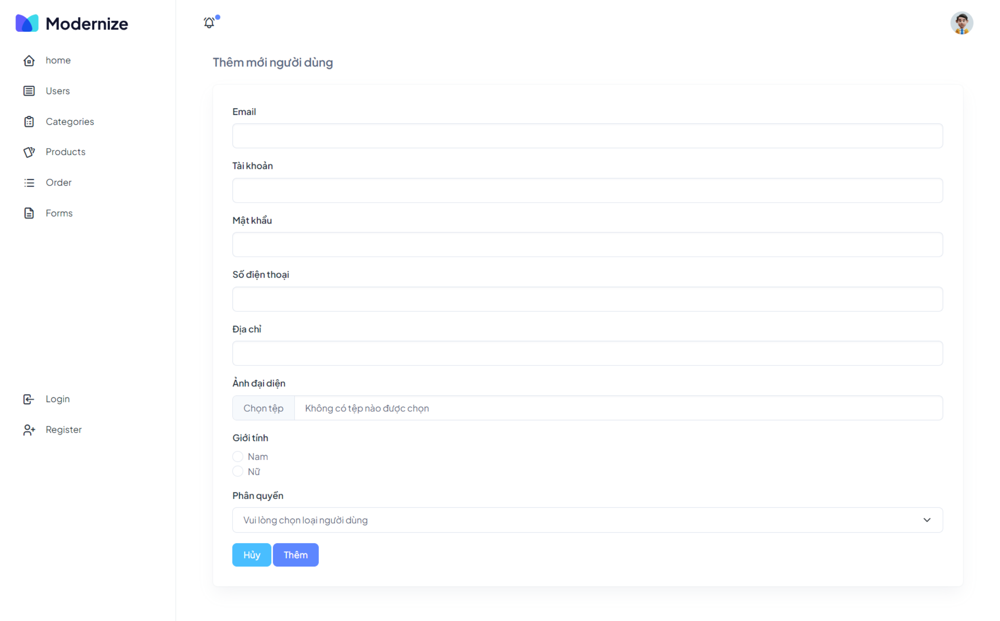 Modernize
home
Users
Categories
Products
Order
Forms
Login
Register
Thêm mới người dùng
Email
Tài khoản
Mật khẩu
Số điện thoại
Địa chỉ
Ảnh đại diện
Chọn tệp Không có tệp nào được chọn
Giới tính
Nam
Nữ
Phân quyền
Vui lòng chọn loại người dùng
Hủy Thêm